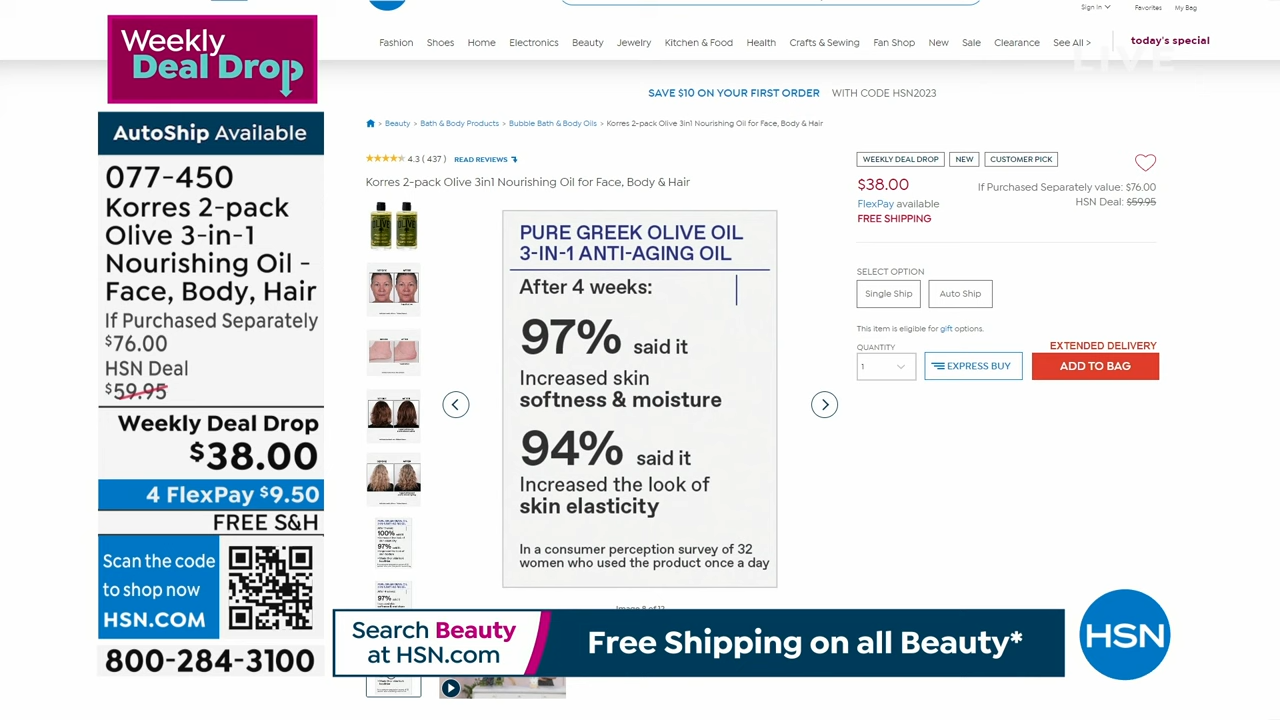 Weekly
Deal Drop
AutoShip Available
077-450
Korres 2-pack
Olive 3-in-1
Nourishing Oil -
Face, Body, Hair
If Purchased Separately
$76.00
HSN Deal
$59.95
Weekly Deal Drop
$38.00
4 FlexPay $9.50
FREE S&H
Scan the code
to shop now
HSN.COM
800-284-3100
Sign In
Favorites
My Bag
Fashion Shoes Home Electronics Beauty Jewelry Kitchen & Food Health Crafts & Sewing Fan Shop New Sale Clearance See All >
today's special
LIVE
SAVE $10 ON YOUR FIRST ORDER WITH CODE HSN2023
> Beauty > Bath & Body Products > Bubble Bath & Body Oils > Korres 2-pack Olive 3in1 Nourishing Oil for Face, Body & Hair
4.3 ( 437 ) READ REVIEWS
Korres 2-pack Olive 3in1 Nourishing Oil for Face, Body & Hair
OLIVE OLIVE
PURE GREEK OLIVE OIL
3-IN-1 ANTI-AGING OIL
After 4 weeks:
97% said it
Increased skin
softness & moisture
94% said it
Increased the look of
skin elasticity
In a consumer perception survey of 32
women who used the product once a day
100%
97%
97%
Image 8 of 12
WEEKLY DEAL DROP NEW CUSTOMER PICK
$38.00
If Purchased Separately value: $76.00
FlexPay available
HSN Deal: $59.95
FREE SHIPPING
SELECT OPTION
Single Ship Auto Ship
This item is eligible for gift options.
QUANTITY
EXTENDED DELIVERY
1 EXPRESS BUY ADD TO BAG
Search Beauty
at HSN.com
Free Shipping on all Beauty*
HSN